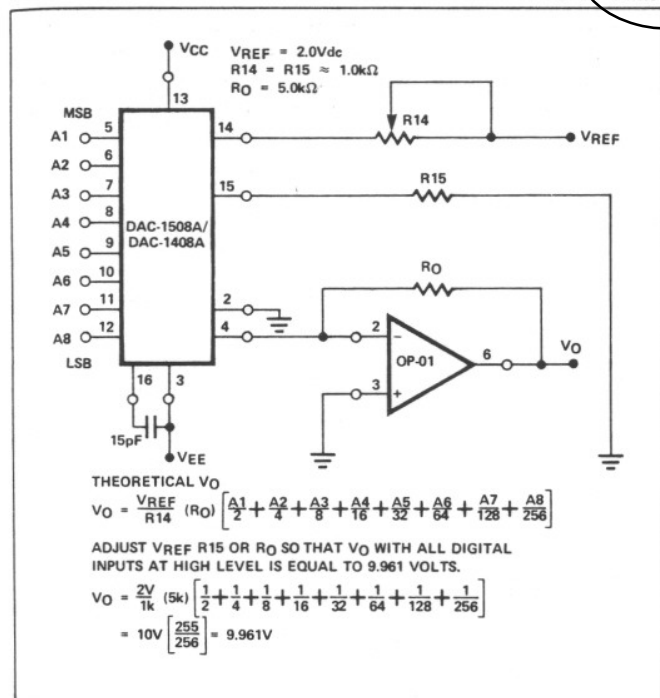 VCC
VREF = 2.0Vdc
R14 = R15 ≈ 1.0kΩ
RO = 5.0kΩ
13
MSB
A1 5
A2 6
A3 7
A4 8
A5 9
A6 10
A7 11
A8 12
LSB
DAC-1508A/
DAC-1408A
14
R14
VREF
15
R15
2
4
RO
2
−
OP-01
6
VO
3
+
16
3
15pF
VEE
THEORETICAL VO
VO = VREF/R14 (RO) [A1/2 + A2/4 + A3/8 + A4/16 + A5/32 + A6/64 + A7/128 + A8/256]
ADJUST VREF R15 OR RO SO THAT VO WITH ALL DIGITAL
INPUTS AT HIGH LEVEL IS EQUAL TO 9.961 VOLTS.
VO = 2V/1k (5k) [1/2 + 1/4 + 1/8 + 1/16 + 1/32 + 1/64 + 1/128 + 1/256]
= 10V [255/256] = 9.961V